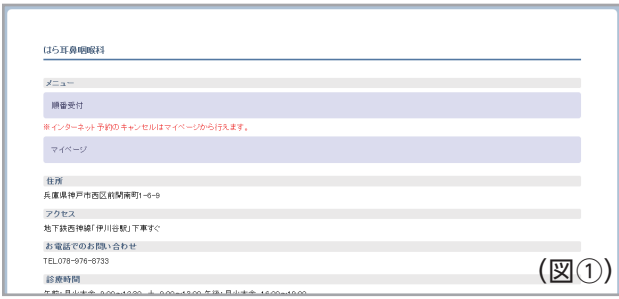 はら耳鼻咽喉科
メニュー
順番受付
※インターネット予約のキャンセルはマイページから行えます。
マイページ
住所
兵庫県神戸市西区前開南町1-6-9
アクセス
地下鉄西神線「伊川谷駅」下車すぐ
お電話でのお問い合わせ
TEL078-976-8733
診療時間
(図①)